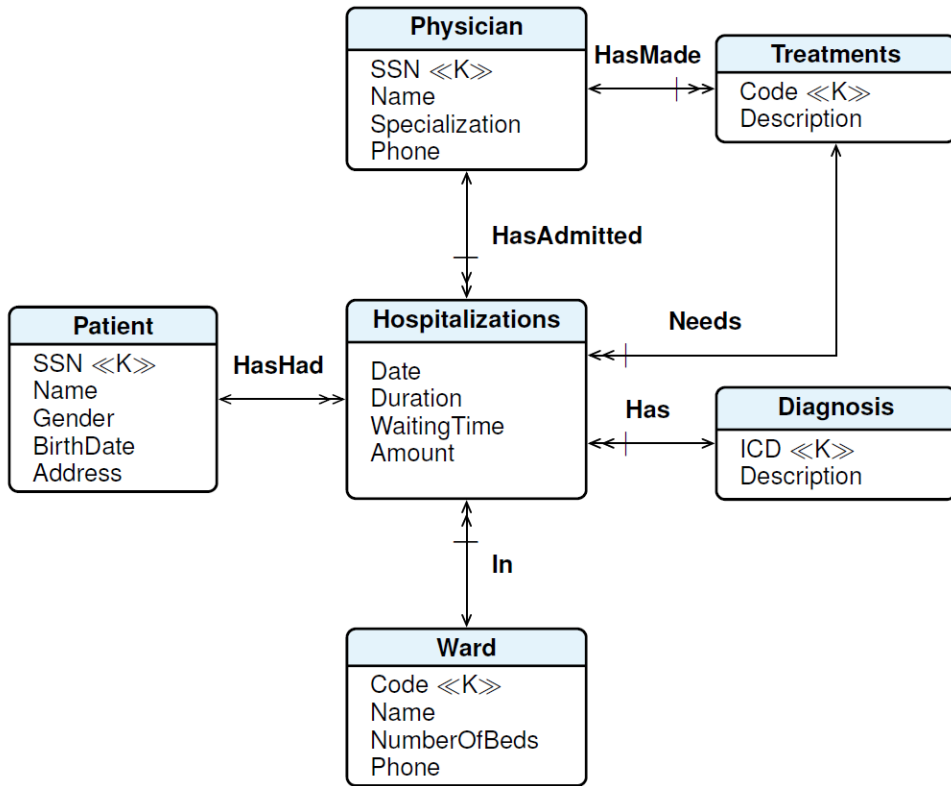 Physician
SSN ≪K≫
Name
Specialization
Phone
HasMade
Treatments
Code ≪K≫
Description
HasAdmitted
Patient
SSN ≪K≫
Name
Gender
BirthDate
Address
HasHad
Hospitalizations
Date
Duration
WaitingTime
Amount
Needs
Has
Diagnosis
ICD ≪K≫
Description
In
Ward
Code ≪K≫
Name
NumberOfBeds
Phone